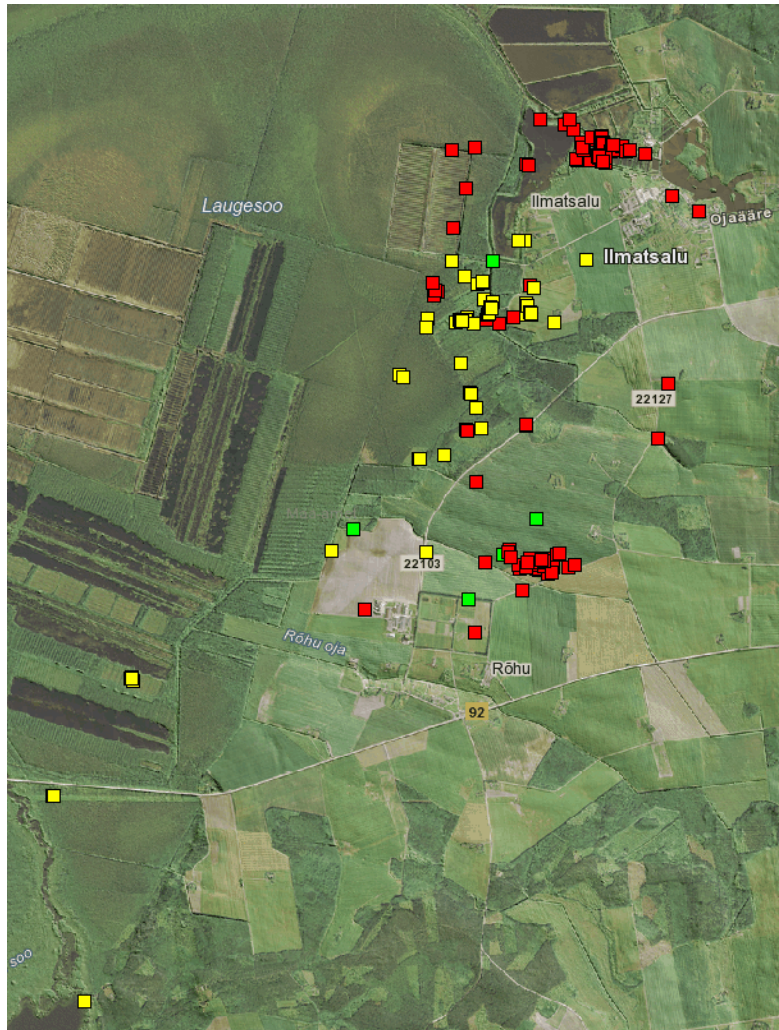 Laugesoo
Ilmatsalu
Ojaääre
Ilmatsalu
22127
22103
Rõhu oja
Rõhu
92
soo